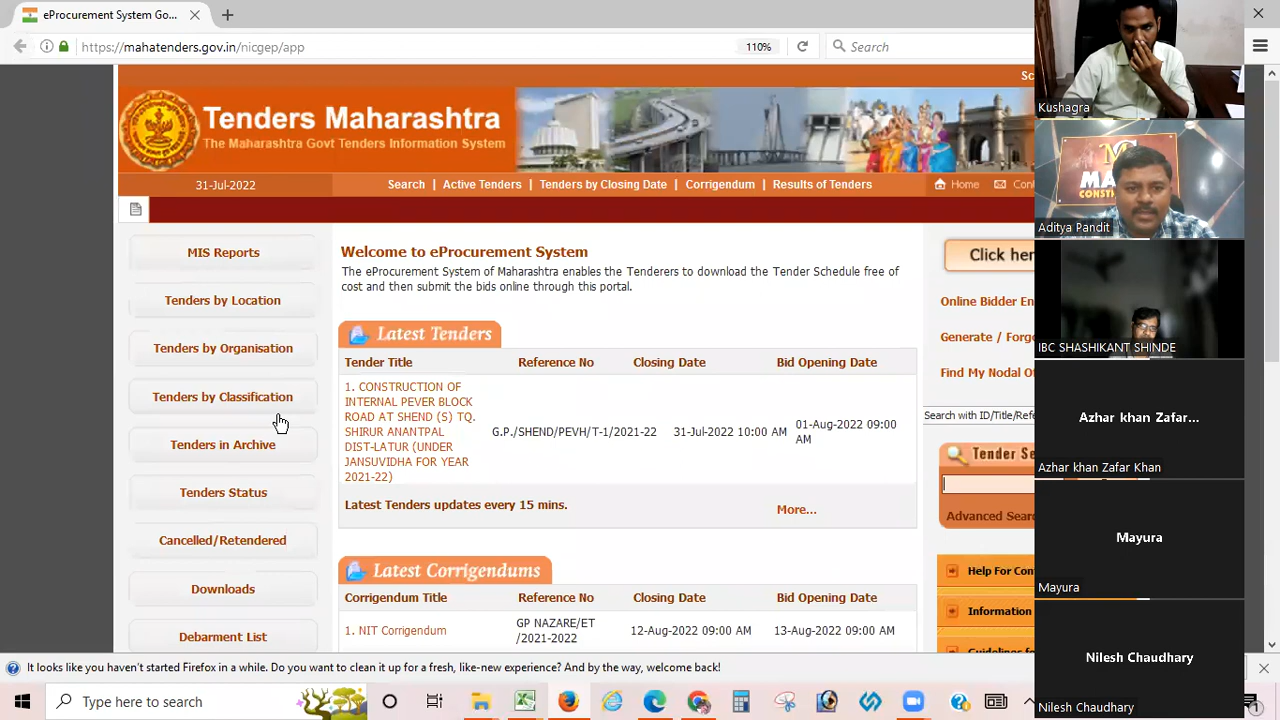 eProcurement System Go...
https://mahatenders.gov.in/nicgep/app
110%
Search
Tenders Maharashtra
The Maharashtra Govt Tenders Information System
31-Jul-2022
Search | Active Tenders | Tenders by Closing Date | Corrigendum | Results of Tenders
Home
MIS Reports
Tenders by Location
Tenders by Organisation
Tenders by Classification
Tenders in Archive
Tenders Status
Cancelled/Retendered
Downloads
Debarment List
Welcome to eProcurement System
The eProcurement System of Maharashtra enables the Tenderers to download the Tender Schedule free of
cost and then submit the bids online through this portal.
Latest Tenders
Tender Title Reference No Closing Date Bid Opening Date
1. CONSTRUCTION OF
INTERNAL PEVER BLOCK
ROAD AT SHEND (S) TQ.
SHIRUR ANANTPAL
DIST-LATUR (UNDER
JANSUVIDHA FOR YEAR
2021-22)
G.P./SHEND/PEVH/T-1/2021-22
31-Jul-2022 10:00 AM
01-Aug-2022 09:00
AM
Latest Tenders updates every 15 mins.
More...
Latest Corrigendums
Corrigendum Title Reference No Closing Date Bid Opening Date
1. NIT Corrigendum
GP NAZARE/ET
/2021-2022
12-Aug-2022 09:00 AM
13-Aug-2022 09:00 AM
Click her
Online Bidder En
Generate / Forgo
Find My Nodal Of
Search with ID/Title/Refe
Tender Se
Advanced Sear
Help For Con
Information
Guidelines fo
Kushagra
Aditya Pandit
IBC SHASHIKANT SHINDE
Azhar khan Zafar...
Azhar khan Zafar Khan
Mayura
Mayura
Nilesh Chaudhary
Nilesh Chaudhary
It looks like you haven't started Firefox in a while. Do you want to clean it up for a fresh, like-new experience? And by the way, welcome back!
Type here to search